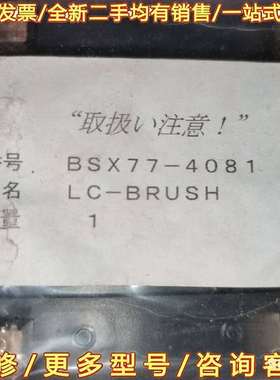 发票/全新二手均有销售/一站式
“取扱い注意！”
号 BSX77-4081
名 LC-BRUSH
量 1
修/更多型号/咨询客